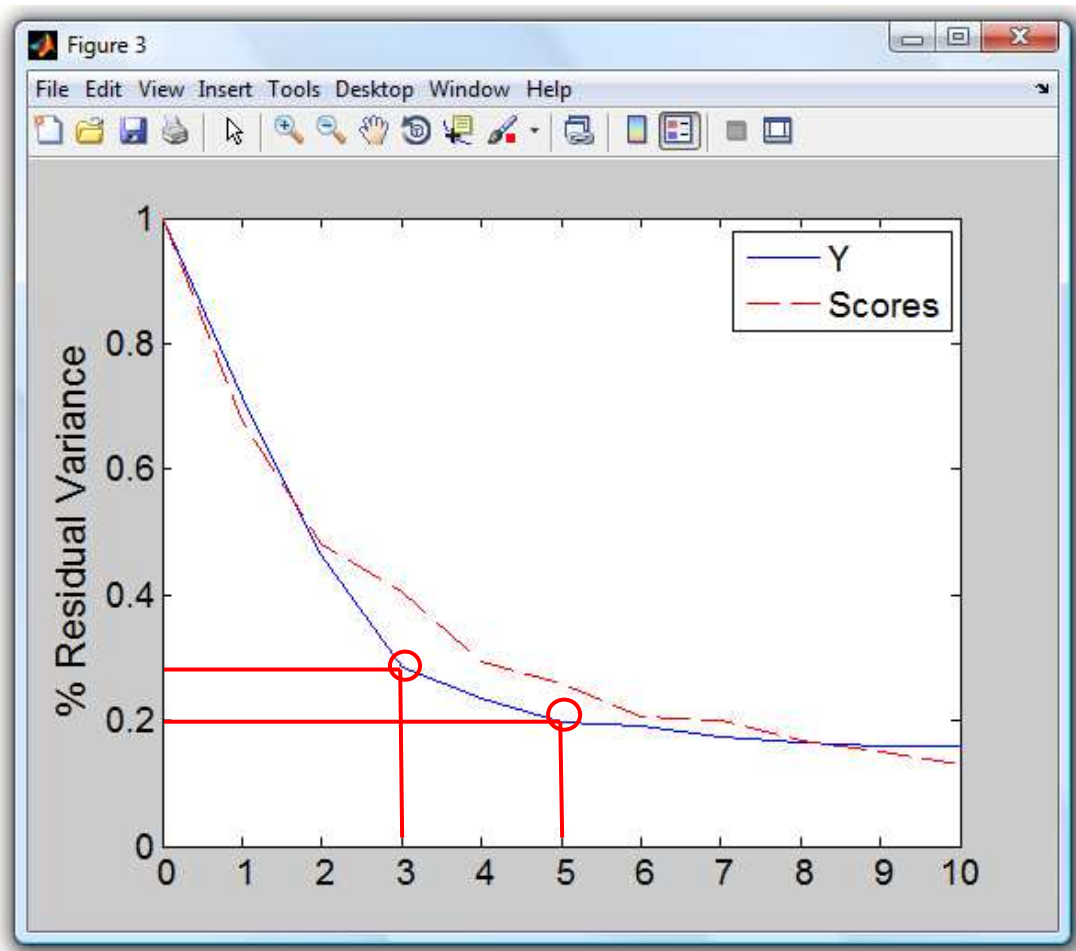 Figure 3
File Edit View Insert Tools Desktop Window Help
1
0.8
0.6
0.4
0.2
0
% Residual Variance
Y
Scores
0 1 2 3 4 5 6 7 8 9 10